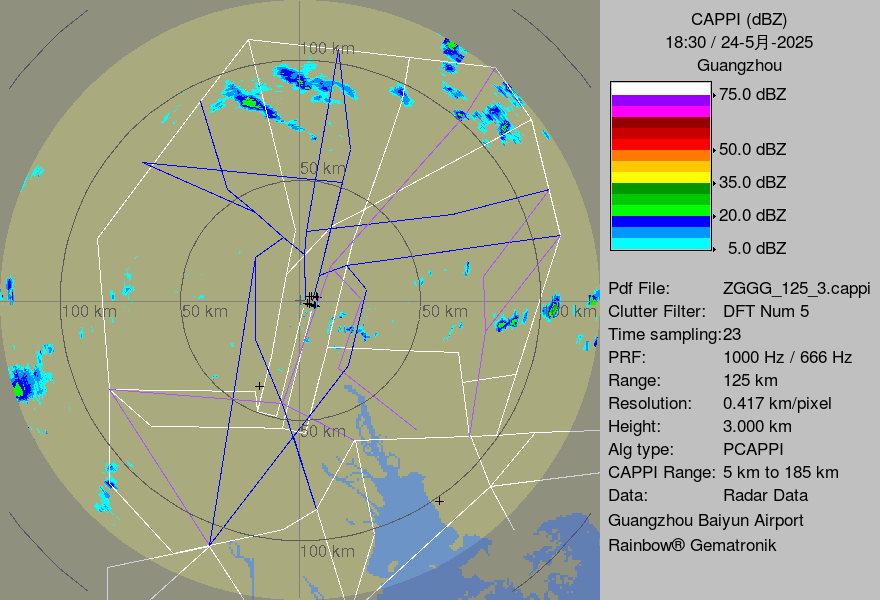 CAPPI (dBZ)
18:30 / 24-5月-2025
Guangzhou
75.0 dBZ
50.0 dBZ
35.0 dBZ
20.0 dBZ
5.0 dBZ
Pdf File: ZGGG_125_3.cappi
Clutter Filter: DFT Num 5
Time sampling:23
PRF: 1000 Hz / 666 Hz
Range: 125 km
Resolution: 0.417 km/pixel
Height: 3.000 km
Alg type: PCAPPI
CAPPI Range: 5 km to 185 km
Data: Radar Data
Guangzhou Baiyun Airport
Rainbow® Gematronik
100 km
50 km
100 km
50 km
50 km
100 km
50 km
100 km